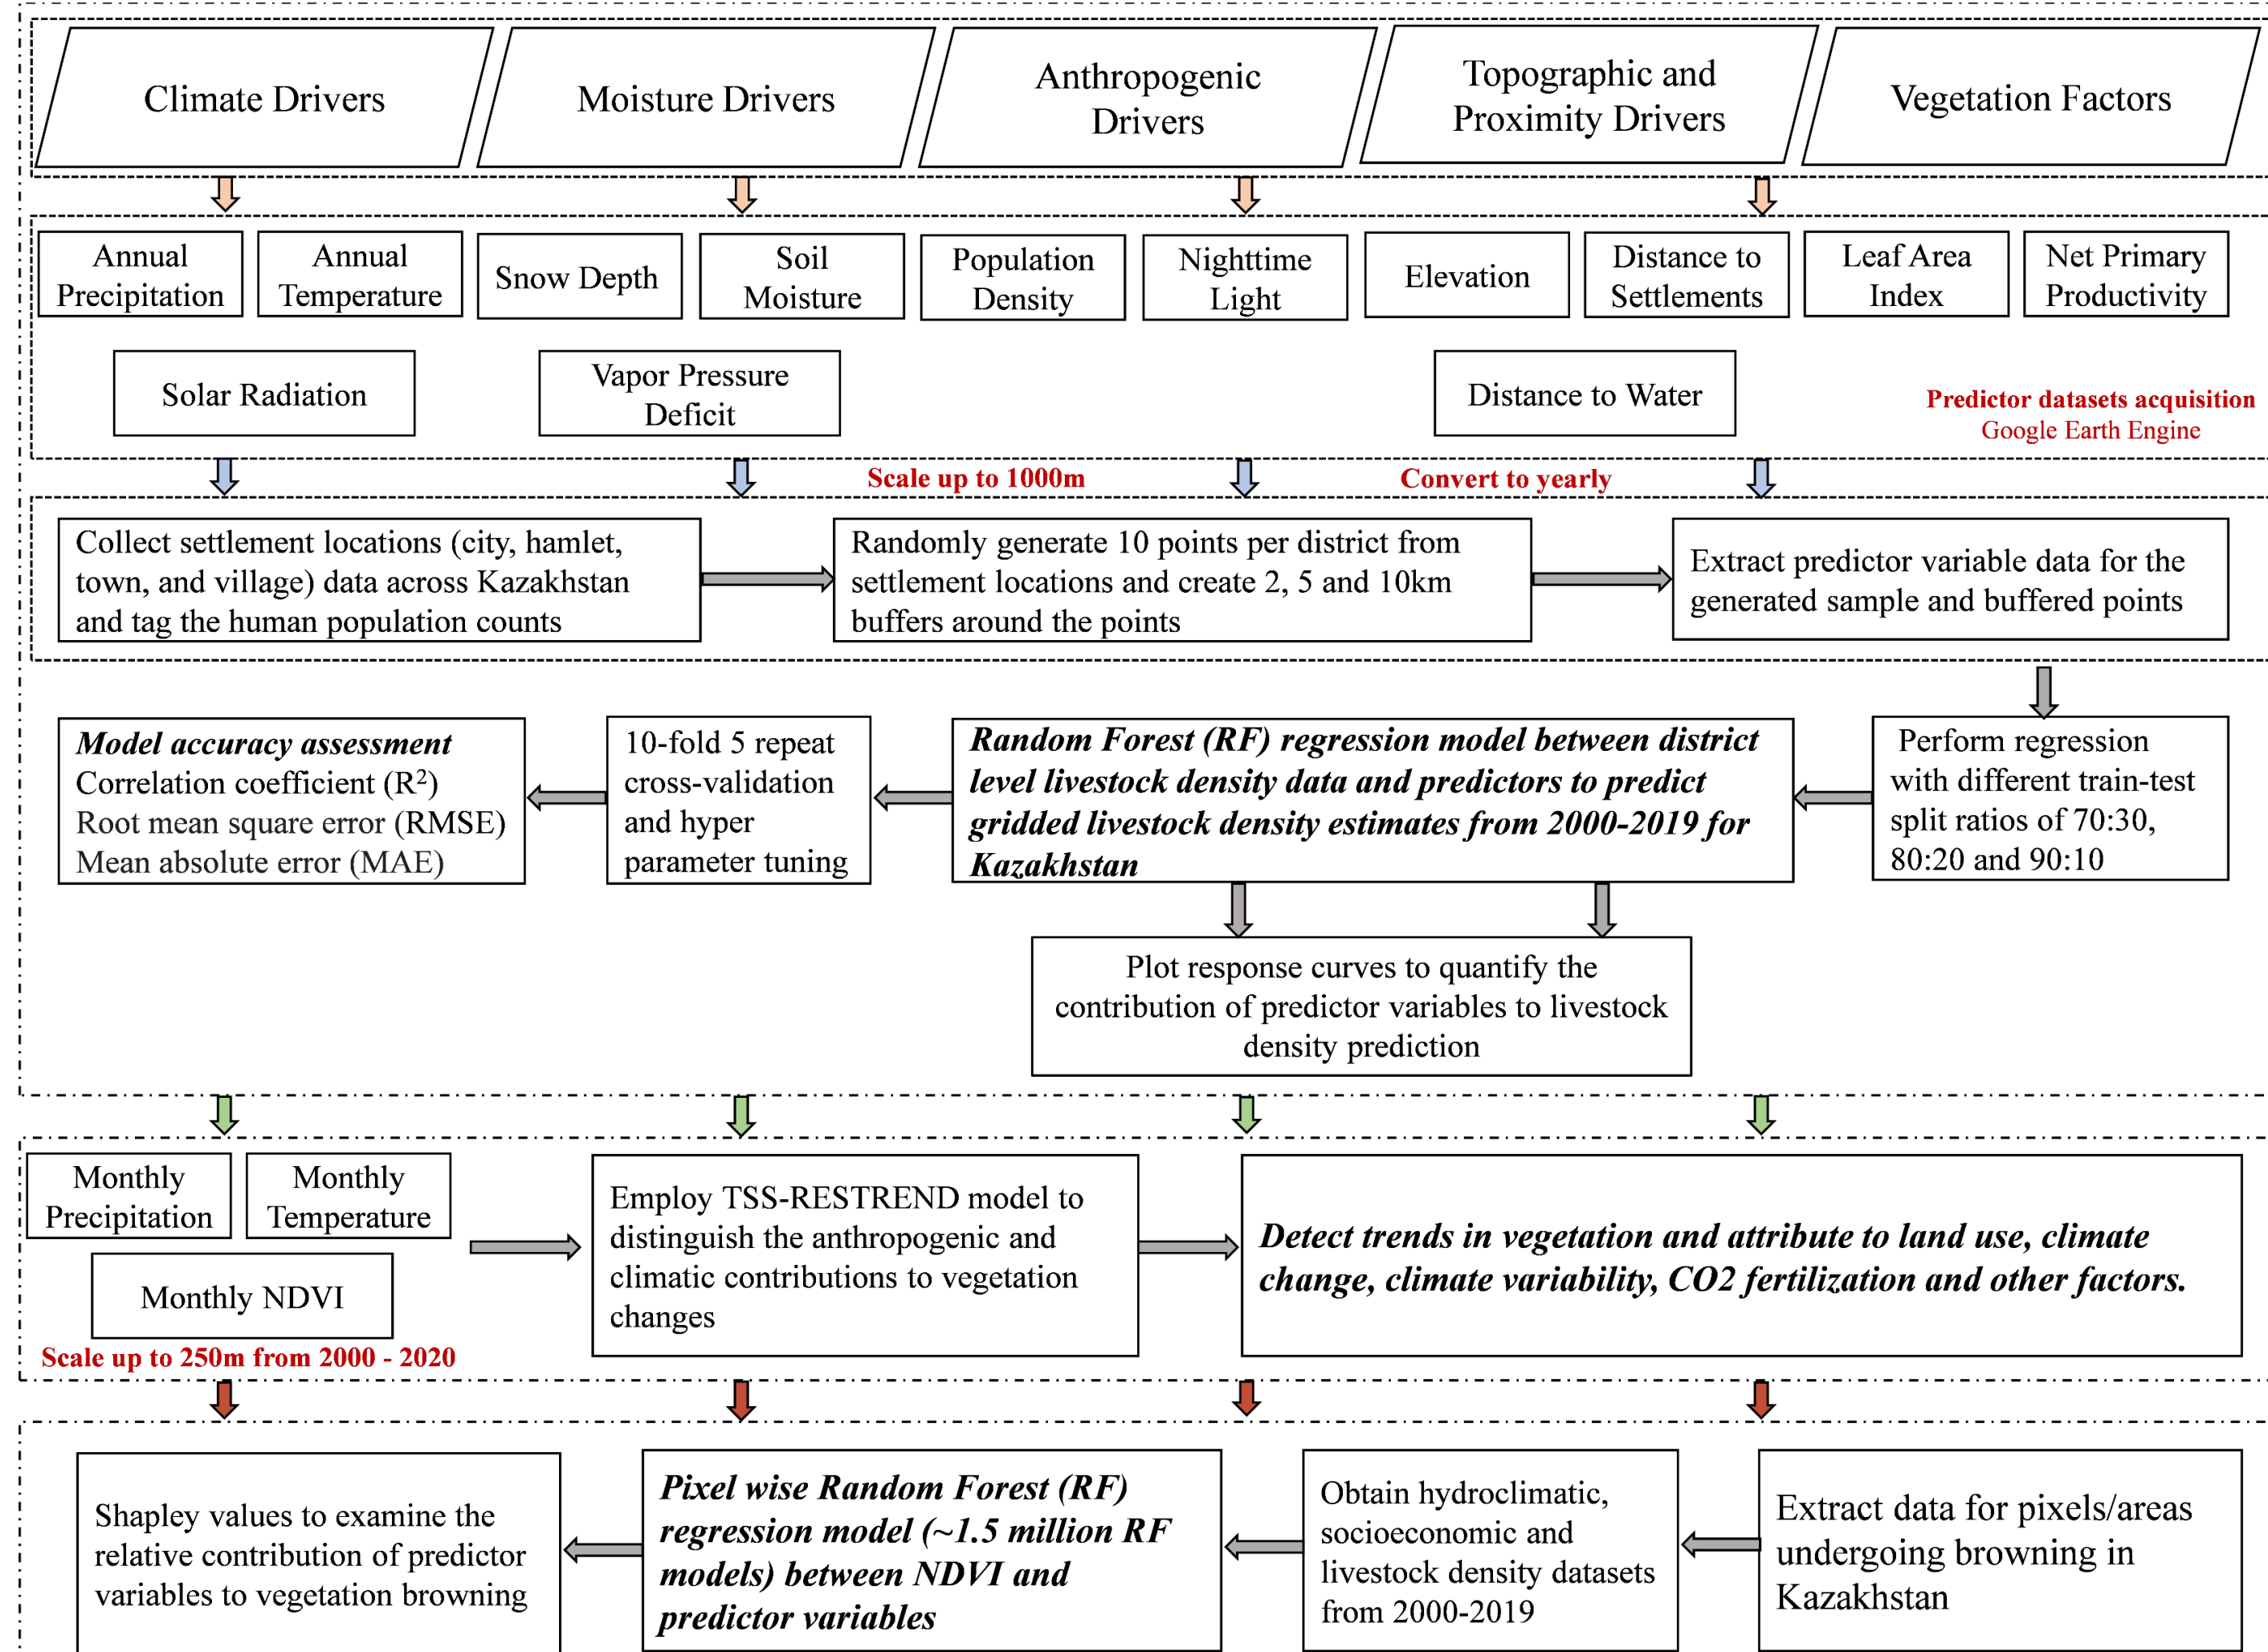 Climate Drivers
Moisture Drivers
Anthropogenic
Drivers
Topographic and
Proximity Drivers
Vegetation Factors
Annual
Precipitation
Annual
Temperature
Snow Depth
Soil
Moisture
Population
Density
Nighttime
Light
Elevation
Distance to
Settlements
Leaf Area
Index
Net Primary
Productivity
Solar Radiation
Vapor Pressure
Deficit
Distance to Water
Predictor datasets acquisition
Google Earth Engine
Scale up to 1000m
Convert to yearly
Collect settlement locations (city, hamlet,
town, and village) data across Kazakhstan
and tag the human population counts
Randomly generate 10 points per district from
settlement locations and create 2, 5 and 10km
buffers around the points
Extract predictor variable data for the
generated sample and buffered points
Perform regression
with different train-test
split ratios of 70:30,
80:20 and 90:10
Random Forest (RF) regression model between district
level livestock density data and predictors to predict
gridded livestock density estimates from 2000-2019 for
Kazakhstan
10-fold 5 repeat
cross-validation
and hyper
parameter tuning
Model accuracy assessment
Correlation coefficient (R²)
Root mean square error (RMSE)
Mean absolute error (MAE)
Plot response curves to quantify the
contribution of predictor variables to livestock
density prediction
Monthly
Precipitation
Monthly
Temperature
Monthly NDVI
Scale up to 250m from 2000 - 2020
Employ TSS-RESTREND model to
distinguish the anthropogenic and
climatic contributions to vegetation
changes
Detect trends in vegetation and attribute to land use, climate
change, climate variability, CO2 fertilization and other factors.
Extract data for pixels/areas
undergoing browning in
Kazakhstan
Obtain hydroclimatic,
socioeconomic and
livestock density datasets
from 2000-2019
Pixel wise Random Forest (RF)
regression model (~1.5 million RF
models) between NDVI and
predictor variables
Shapley values to examine the
relative contribution of predictor
variables to vegetation browning